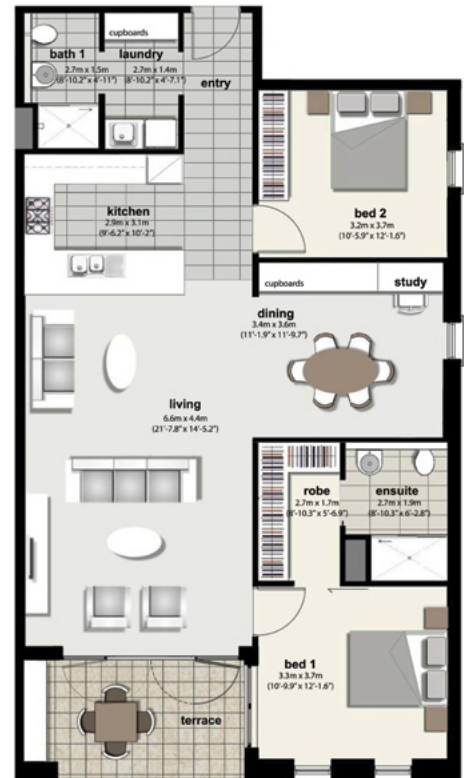 cupboards
bath 1
2.7m x 1.5m
(8'-10.2" x 4'-11")
laundry
2.7m x 1.4m
(8'-10.2" x 4'-7.1")
entry
kitchen
2.9m x 3.1m
(9'-6.2" x 10'-2")
bed 2
3.2m x 3.7m
(10'-5.9" x 12'-1.6")
cupboards
study
dining
3.4m x 3.6m
(11'-1.9" x 11'-9.7")
living
6.6m x 4.4m
(21'-7.8" x 14'-5.2")
robe
2.7m x 1.7m
(8'-10.3" x 5'-6.9")
ensuite
2.7m x 1.9m
(8'-10.3" x 6'-2.8")
bed 1
3.3m x 3.7m
(10'-9.9" x 12'-1.6")
terrace